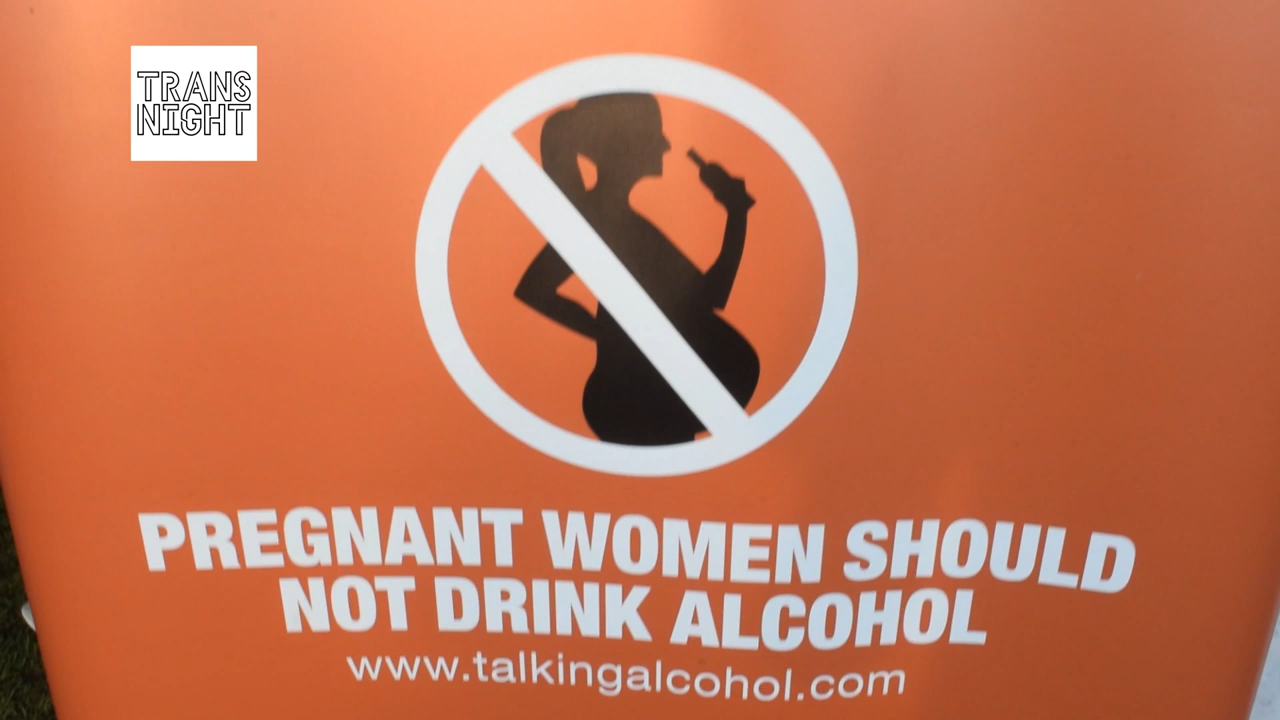 TRANS
NIGHT
PREGNANT WOMEN SHOULD
NOT DRINK ALCOHOL
www.talkingalcohol.com